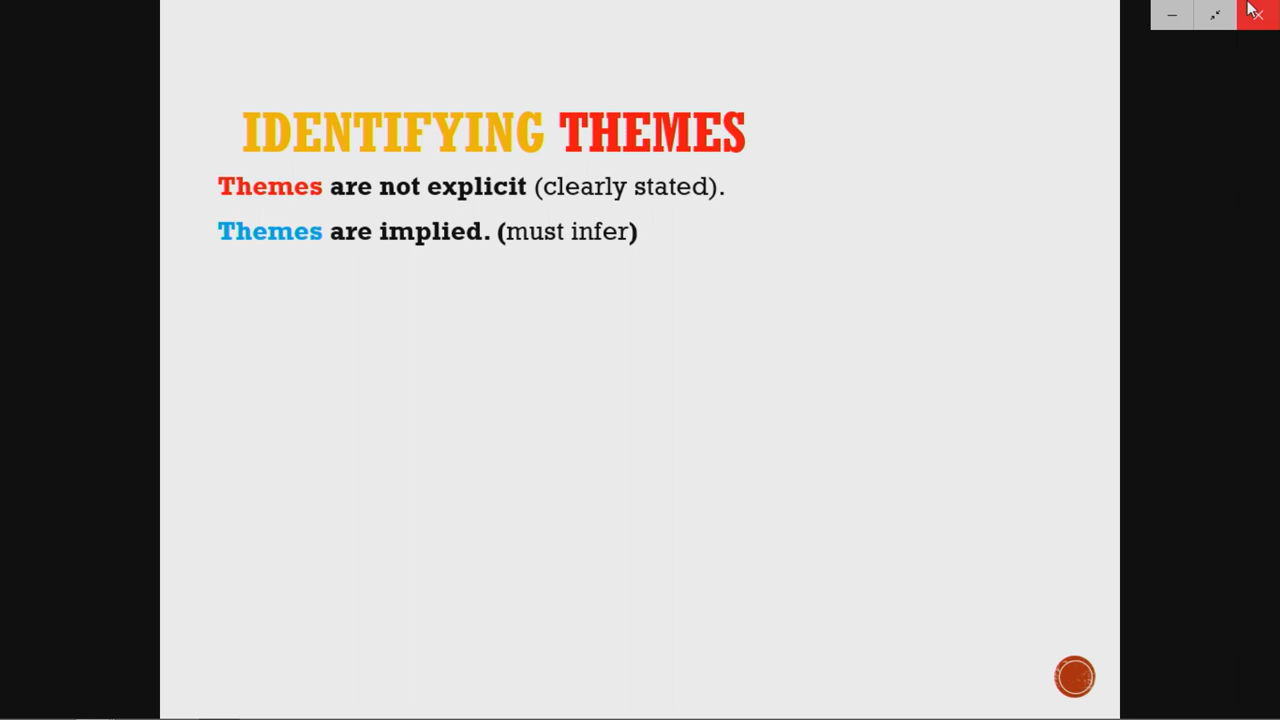 IDENTIFYING THEMES
Themes are not explicit (clearly stated).
Themes are implied. (must infer)